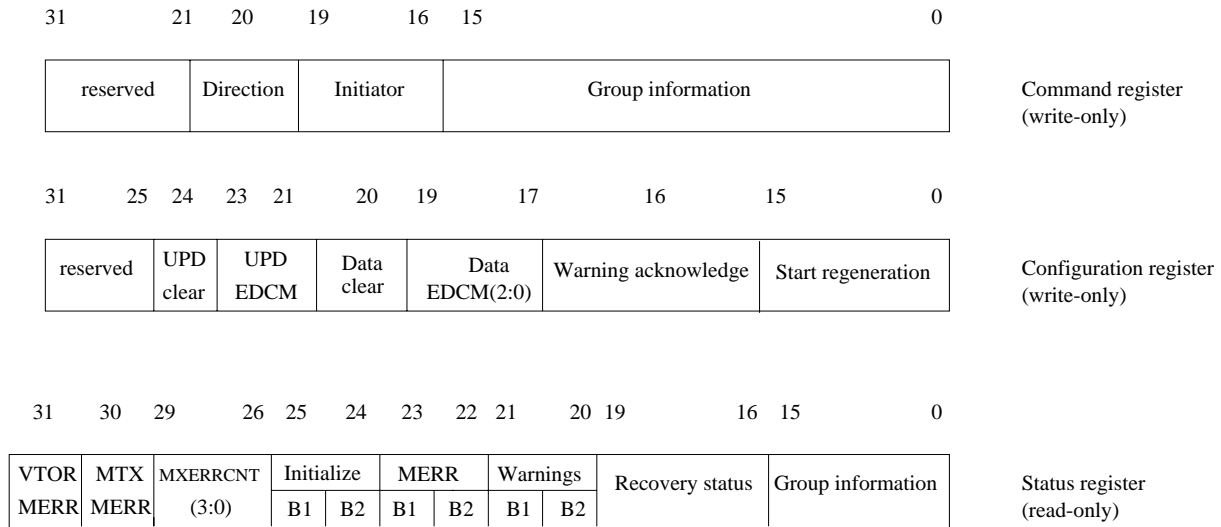 31 21 20 19 16 15 0
reserved Direction Initiator Group information Command register
(write-only)
31 25 24 23 21 20 19 17 16 15 0
reserved UPD clear UPD EDCM Data clear Data EDCM(2:0) Warning acknowledge Start regeneration Configuration register
(write-only)
31 30 29 26 25 24 23 22 21 20 19 16 15 0
VTOR MTX MXERRCNT Initialize MERR Warnings Recovery status Group information Status register
MERR MERR (3:0) B1 B2 B1 B2 B1 B2 (read-only)